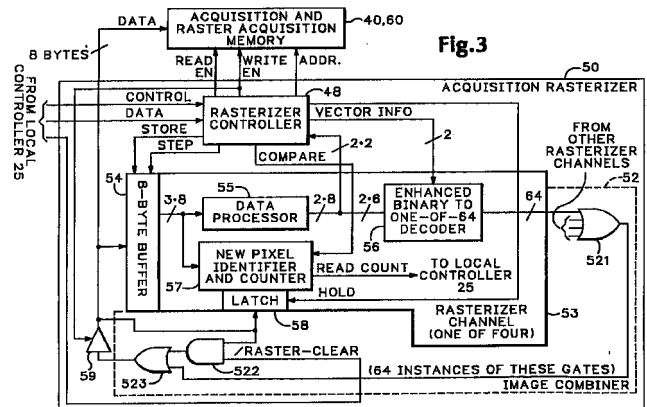 DATA
ACQUISITION AND
RASTER ACQUISITION
MEMORY
40,60
Fig.3
8 BYTES
READ
EN
WRITE
EN
ADDR.
50
ACQUISITION RASTERIZER
FROM LOCAL
CONTROLLER 25
CONTROL
DATA
STORE
STEP
RASTERIZER
CONTROLLER
48
VECTOR INFO
COMPARE
2·2
2
FROM
OTHER
RASTERIZER
CHANNELS
52
54
8-BYTE BUFFER
3·8
55
DATA
PROCESSOR
2·8
2·6
ENHANCED
BINARY TO
ONE-OF-64
DECODER
56
64
521
NEW PIXEL
IDENTIFIER
AND COUNTER
57
READ COUNT
TO LOCAL
CONTROLLER
25
LATCH
HOLD
58
RASTERIZER
CHANNEL
(ONE OF FOUR)
53
59
523
522
/RASTER-CLEAR
(64 INSTANCES OF THESE GATES)
IMAGE COMBINER